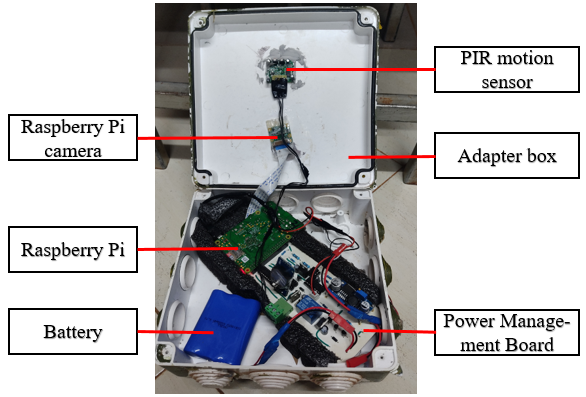 PIR motion
sensor
Raspberry Pi
camera
Adapter box
Raspberry Pi
Battery
Power Manage-
ment Board